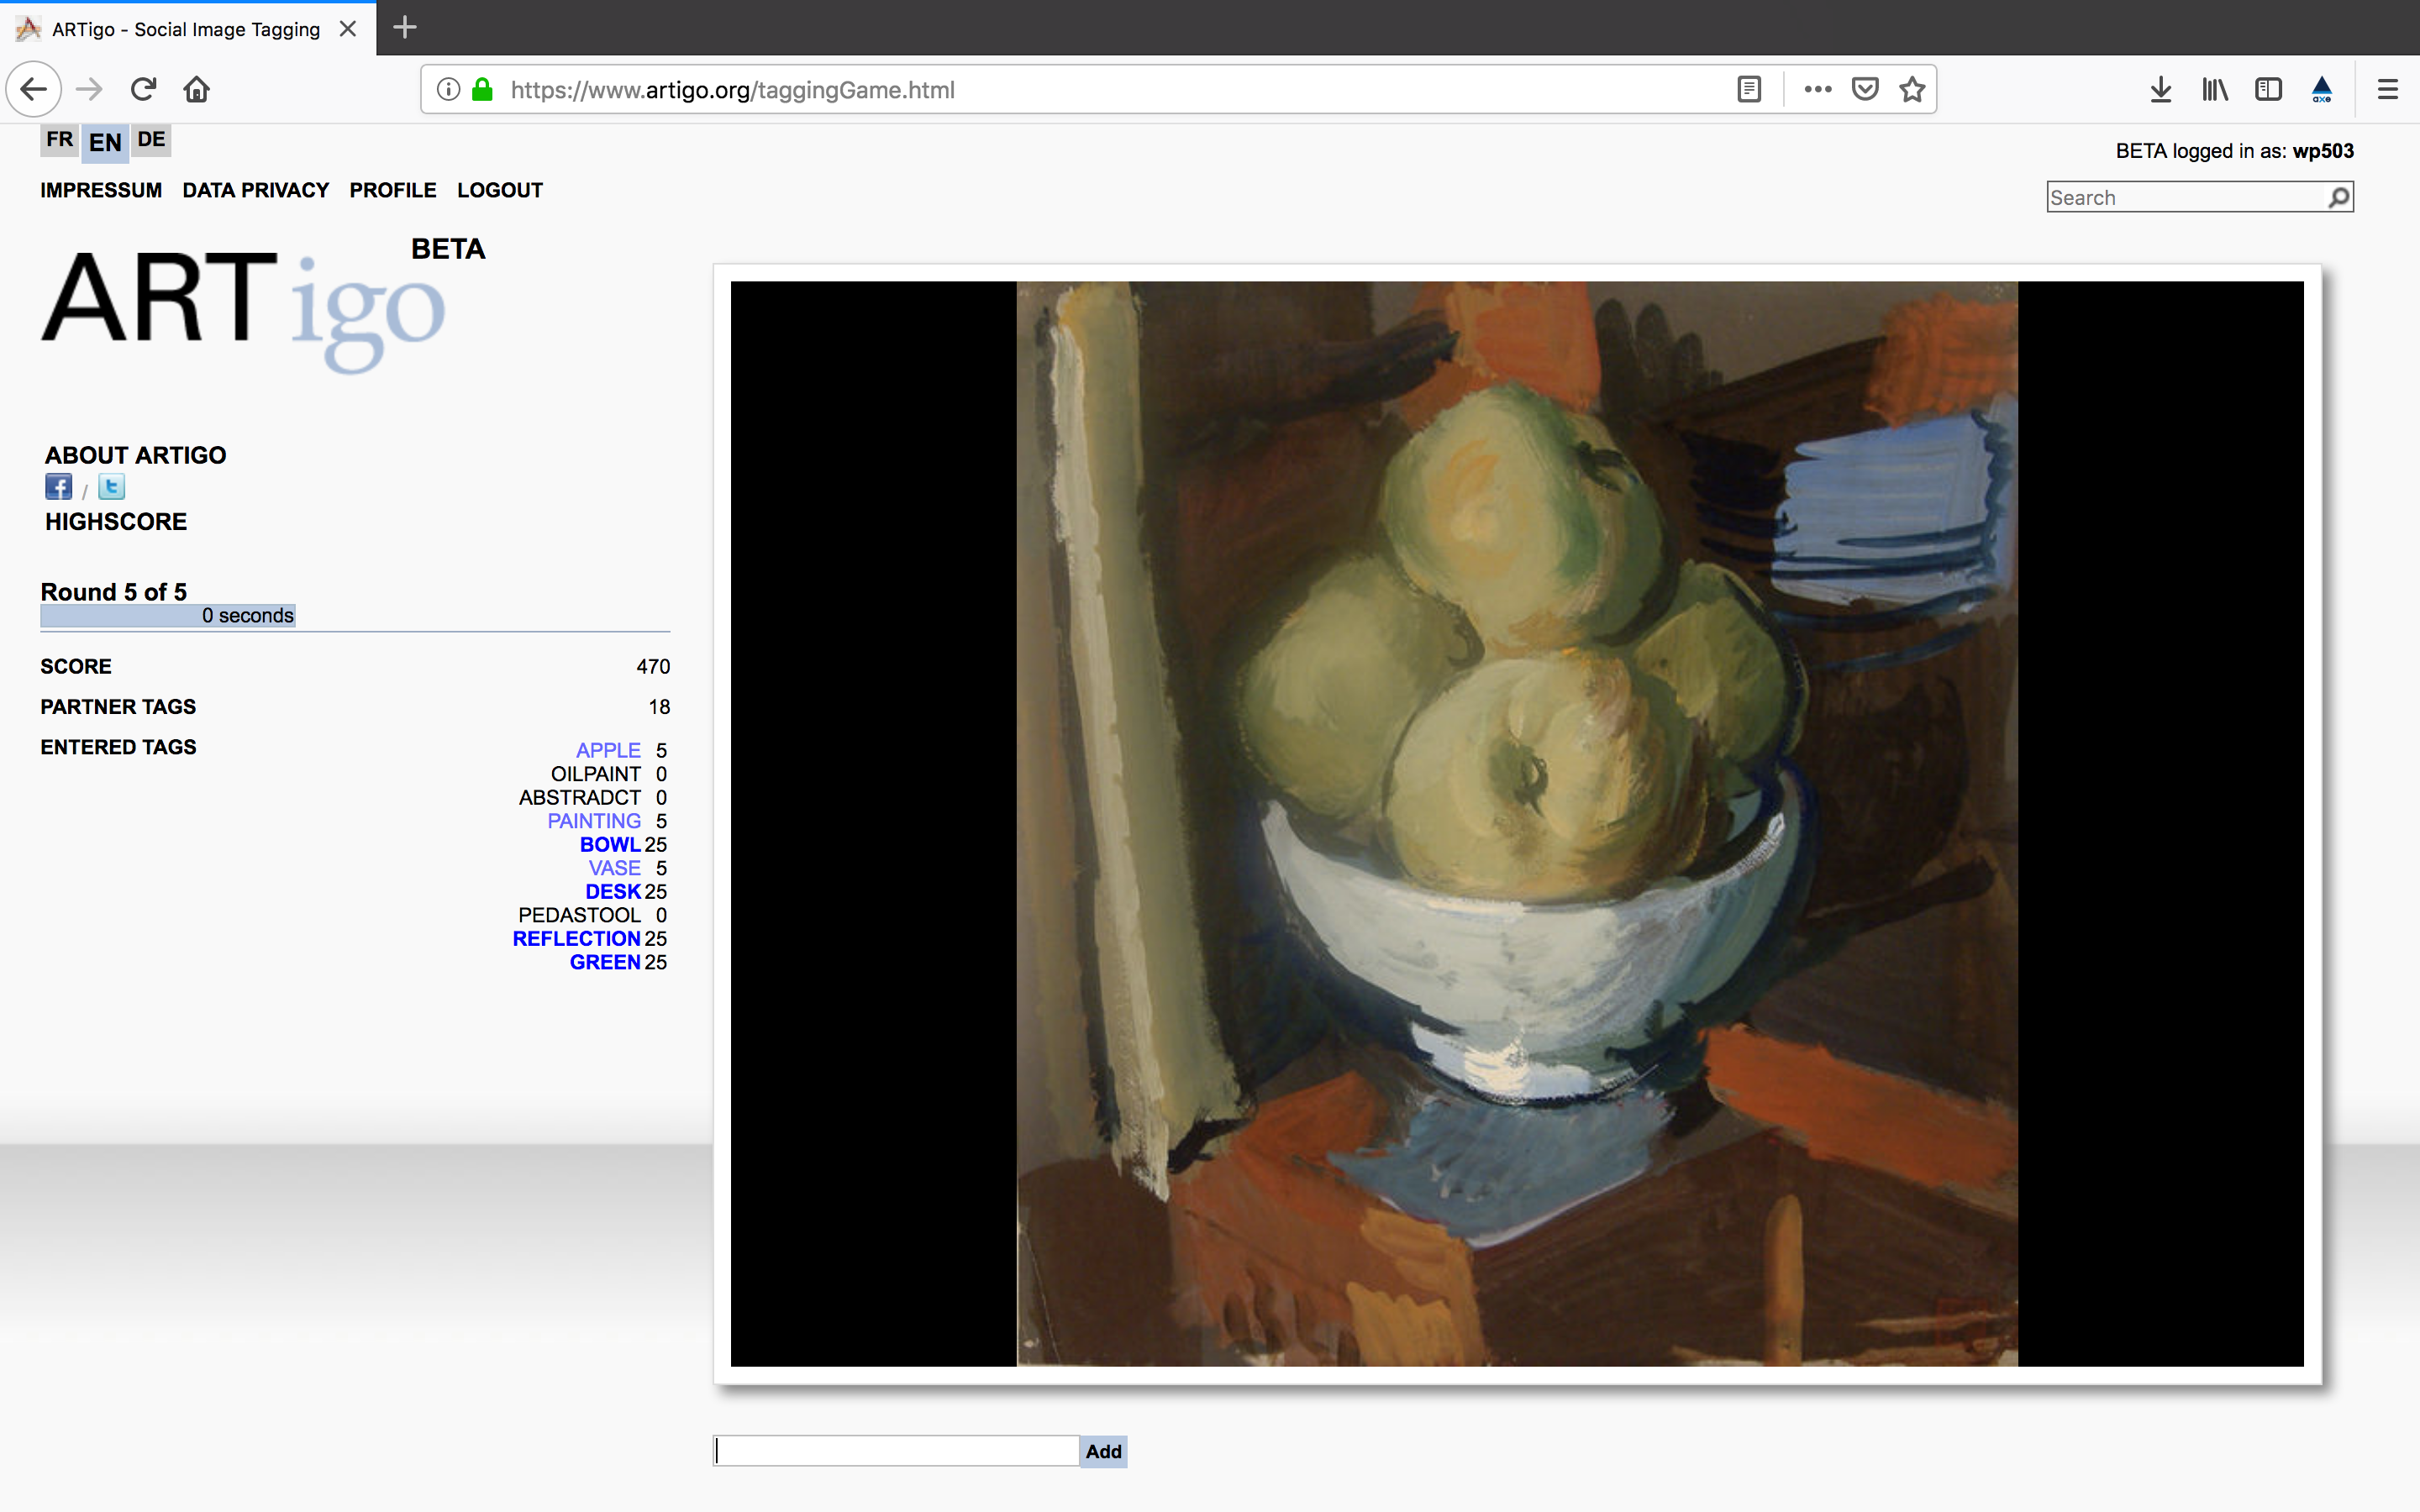 ARTigo - Social Image Tagging
https://www.artigo.org/taggingGame.html
axe
FR EN DE
BETA logged in as: wp503
IMPRESSUM DATA PRIVACY PROFILE LOGOUT
Search
BETA
ARTigo
ABOUT ARTIGO
f / t
HIGHSCORE
Round 5 of 5
0 seconds
SCORE 470
PARTNER TAGS 18
ENTERED TAGS
APPLE 5
OILPAINT 0
ABSTRADCT 0
PAINTING 5
BOWL 25
VASE 5
DESK 25
PEDASTOOL 0
REFLECTION 25
GREEN 25
Add